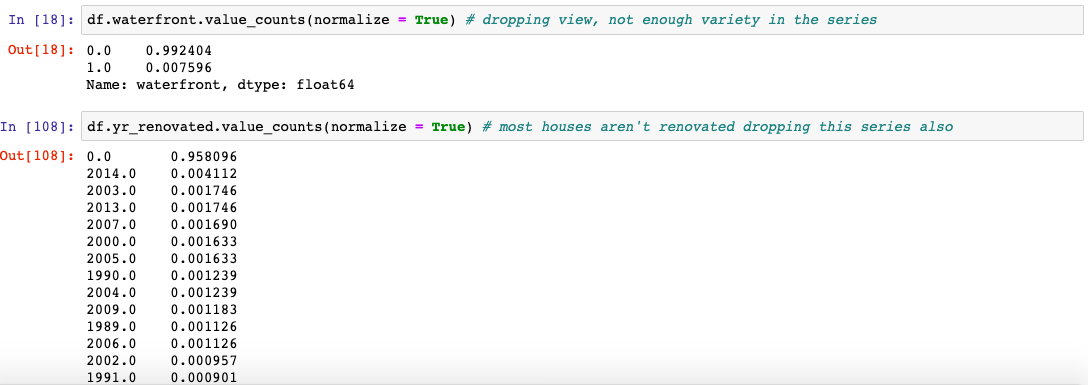 In [18]: df.waterfront.value_counts(normalize = True) # dropping view, not enough variety in the series
Out[18]: 0.0    0.992404
1.0    0.007596
Name: waterfront, dtype: float64
In [108]: df.yr_renovated.value_counts(normalize = True) # most houses aren't renovated dropping this series also
Out[108]: 0.0       0.958096
2014.0    0.004112
2003.0    0.001746
2013.0    0.001746
2007.0    0.001690
2000.0    0.001633
2005.0    0.001633
1990.0    0.001239
2004.0    0.001239
2009.0    0.001183
1989.0    0.001126
2006.0    0.001126
2002.0    0.000957
1991.0    0.000901